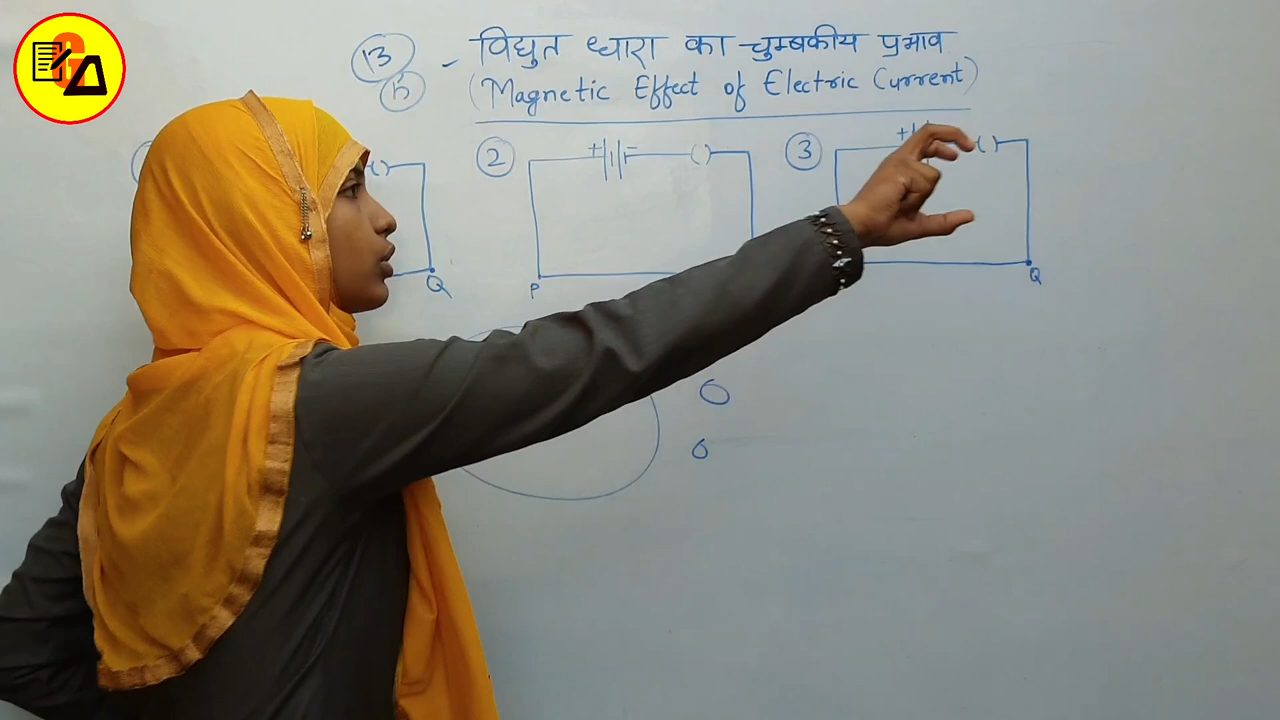 13 - विद्युत धारा का चुम्बकीय प्रभाव
(Magnetic Effect of Electric Current)
2
3
+ -
+
Q
P
Q